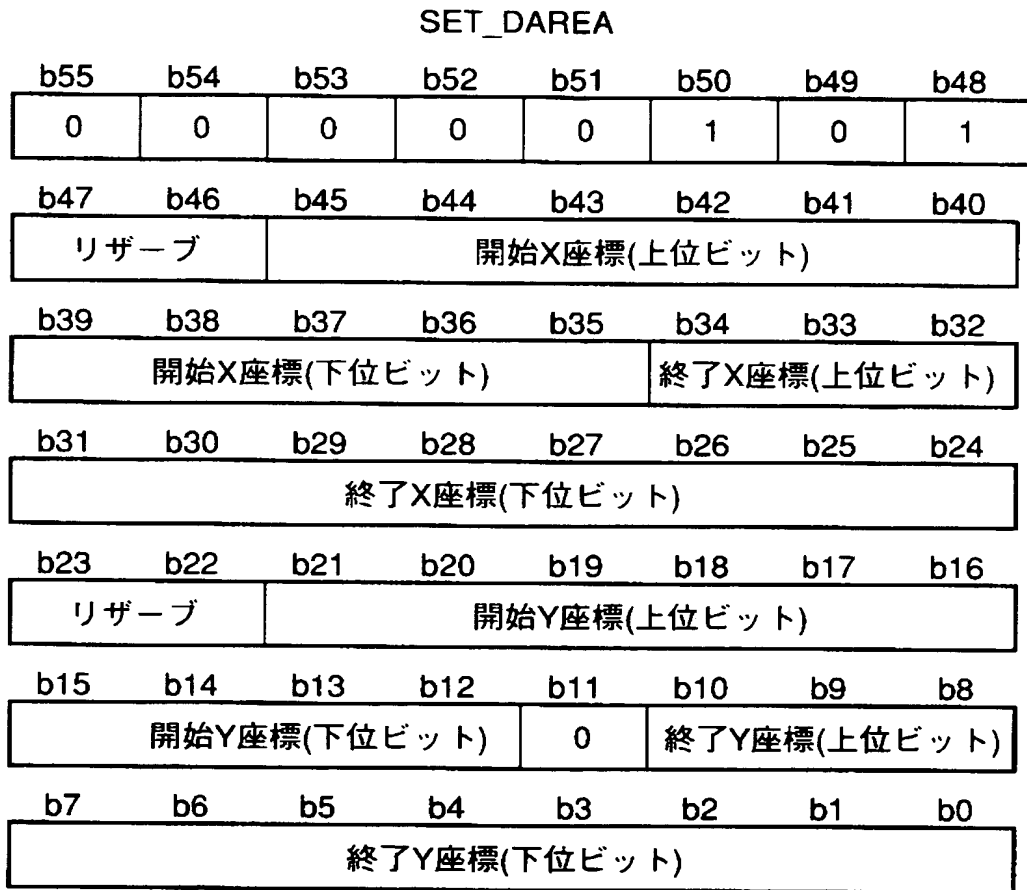 SET_DAREA
b55 b54 b53 b52 b51 b50 b49 b48
0 0 0 0 0 1 0 1
b47 b46 b45 b44 b43 b42 b41 b40
リザーブ 開始X座標(上位ビット)
b39 b38 b37 b36 b35 b34 b33 b32
開始X座標(下位ビット) 終了X座標(上位ビット)
b31 b30 b29 b28 b27 b26 b25 b24
終了X座標(下位ビット)
b23 b22 b21 b20 b19 b18 b17 b16
リザーブ 開始Y座標(上位ビット)
b15 b14 b13 b12 b11 b10 b9 b8
開始Y座標(下位ビット) 0 終了Y座標(上位ビット)
b7 b6 b5 b4 b3 b2 b1 b0
終了Y座標(下位ビット)